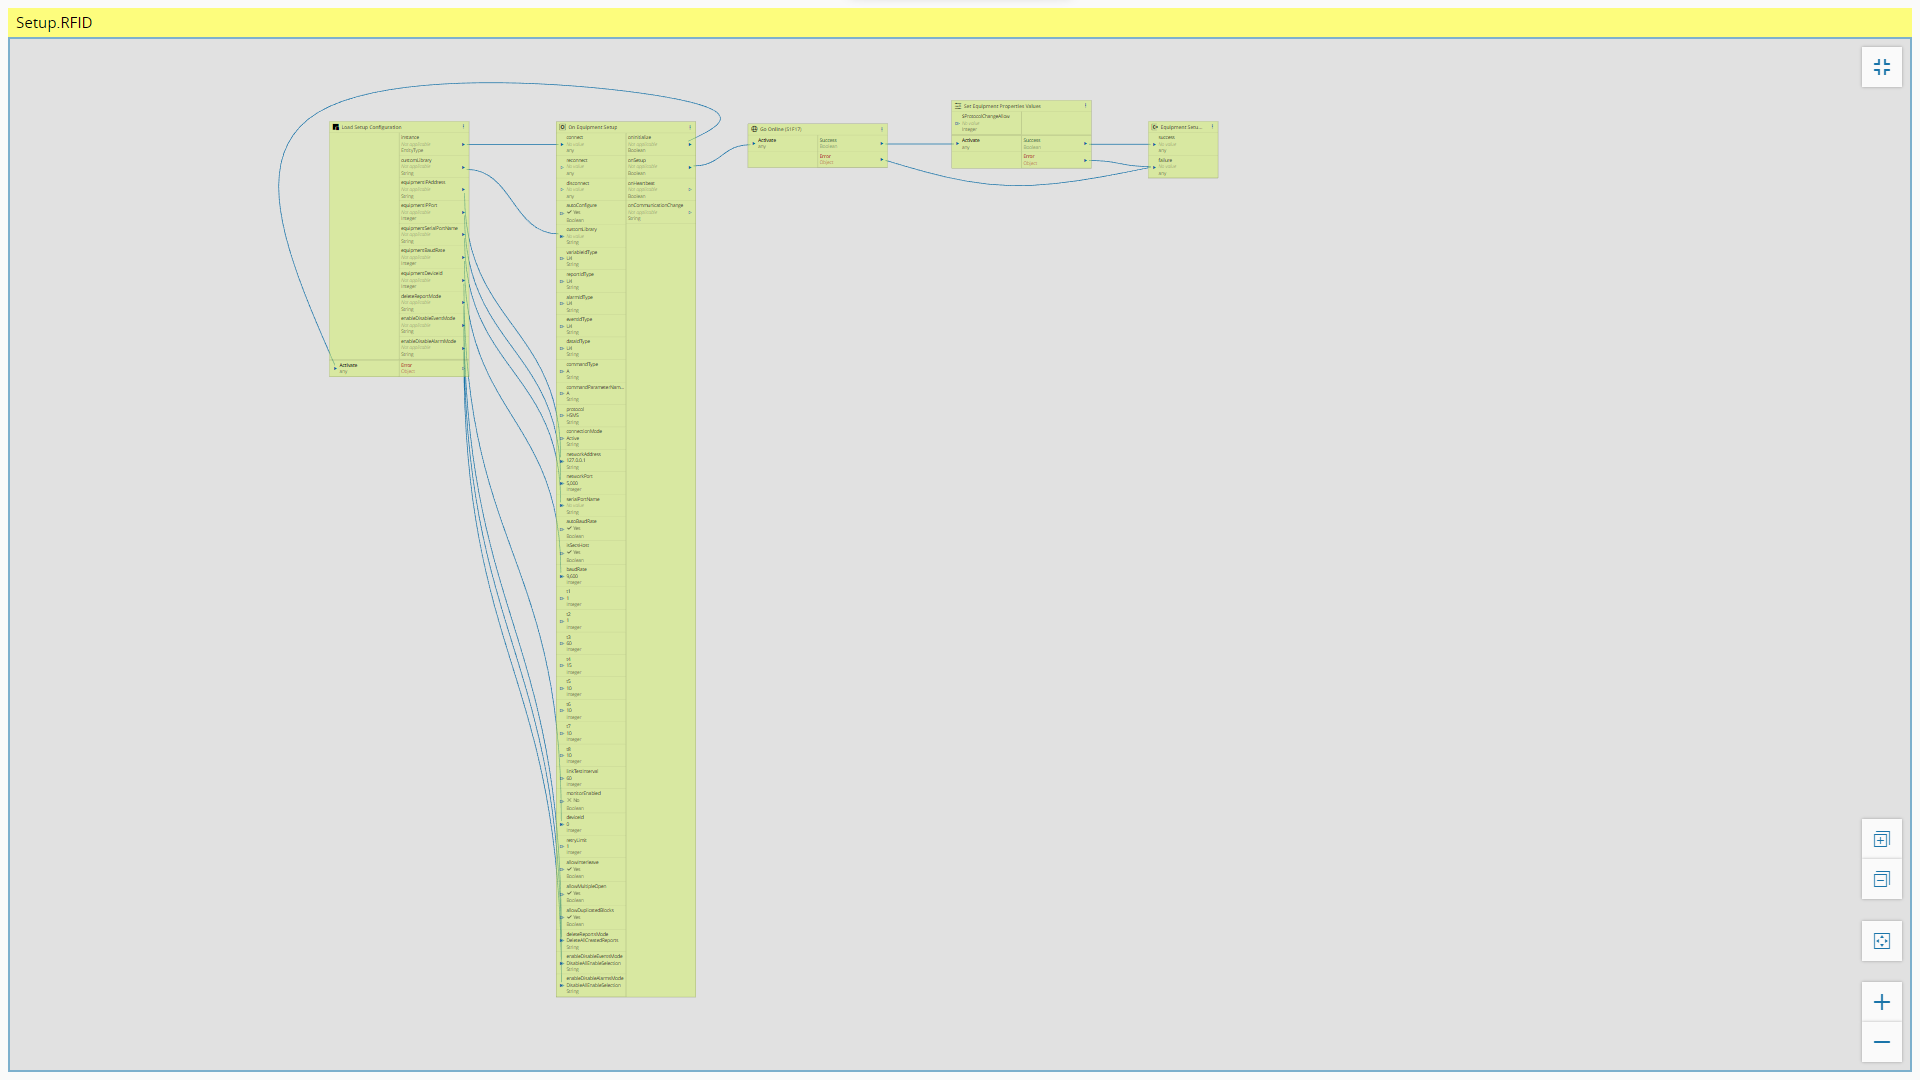 Setup.RFID
Load Setup Configuration
instance
Not applicable
EntityType
customLibrary
Not applicable
String
equipmentIPAddress
Not applicable
String
equipmentIPPort
Not applicable
Integer
equipmentSerialPortName
Not applicable
String
equipmentBaudRate
Not applicable
Integer
equipmentDeviceId
Not applicable
Integer
deleteReportMode
Not applicable
String
enableDisableEventMode
Not applicable
String
enableDisableAlarmMode
Not applicable
String
Activate
any
Error
Object
On Equipment Setup
connect
No value
any
reconnect
No value
any
disconnect
No value
any
autoConfigure
Yes
Boolean
customLibrary
No value
String
variableIdType
U4
String
reportIdType
U4
String
alarmIdType
U4
String
eventIdType
U4
String
dataIdType
U4
String
commandType
A
String
commandParameterNam...
A
String
protocol
HSMS
String
connectionMode
Active
String
networkAddress
127.0.0.1
String
networkPort
5,000
Integer
serialPortName
No value
String
autoBaudRate
Yes
Boolean
isSemiHost
Yes
Boolean
baudRate
9,600
Integer
t1
1
Integer
t2
1
Integer
t3
60
Integer
t4
15
Integer
t5
10
Integer
t6
10
Integer
t7
10
Integer
t8
10
Integer
linkTestInterval
60
Integer
monitorEnabled
No
Boolean
deviceId
0
Integer
retryLimit
1
Integer
allowInterleave
Yes
Boolean
allowMultipleOpen
Yes
Boolean
allowDuplicatedBlocks
Yes
Boolean
deleteReportsMode
DeleteAllCreatedReports
String
enableDisableEventsMode
DisableAllEnableSelection
String
enableDisableAlarmsMode
DisableAllEnableSelection
String
onInitialize
Not applicable
Boolean
onSetup
Not applicable
Boolean
onHeartbeat
Not applicable
Boolean
onCommunicationChange
Not applicable
String
Go Online (S1F17)
Activate
any
Success
Boolean
Error
Object
Set Equipment Properties Values
$ProtocolChangeAllow
No value
Integer
Activate
any
Success
Boolean
Error
Object
Equipment Setu...
success
No value
any
failure
No value
any